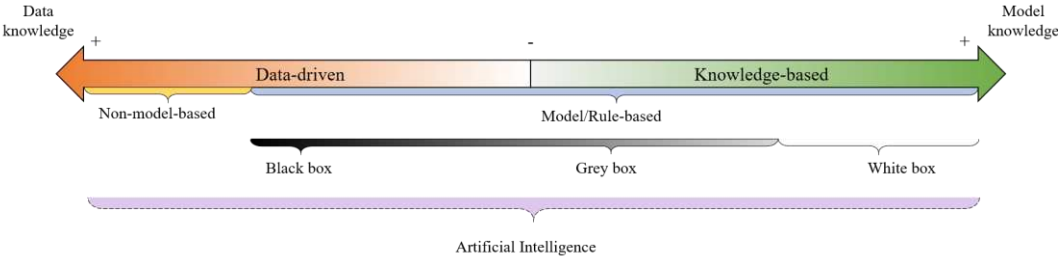 Data
knowledge
Model
knowledge
+
-
+
Data-driven
Knowledge-based
Non-model-based
Model/Rule-based
Black box
Grey box
White box
Artificial Intelligence